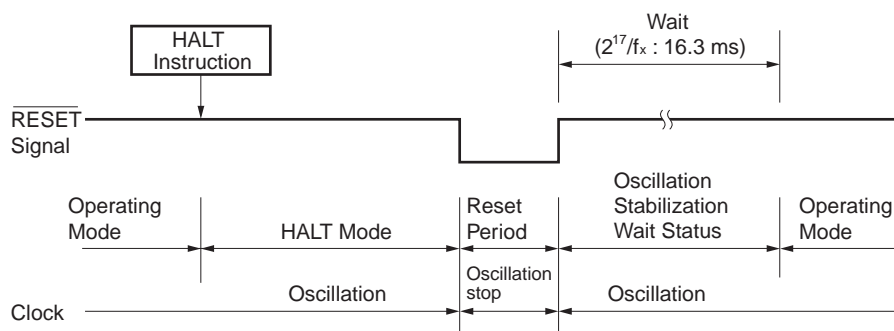 HALT
Instruction
Wait
(2¹⁷/fₓ : 16.3 ms)
RESET
Signal
Operating
Mode
HALT Mode
Reset
Period
Oscillation
Stabilization
Wait Status
Operating
Mode
Clock
Oscillation
Oscillation
stop
Oscillation